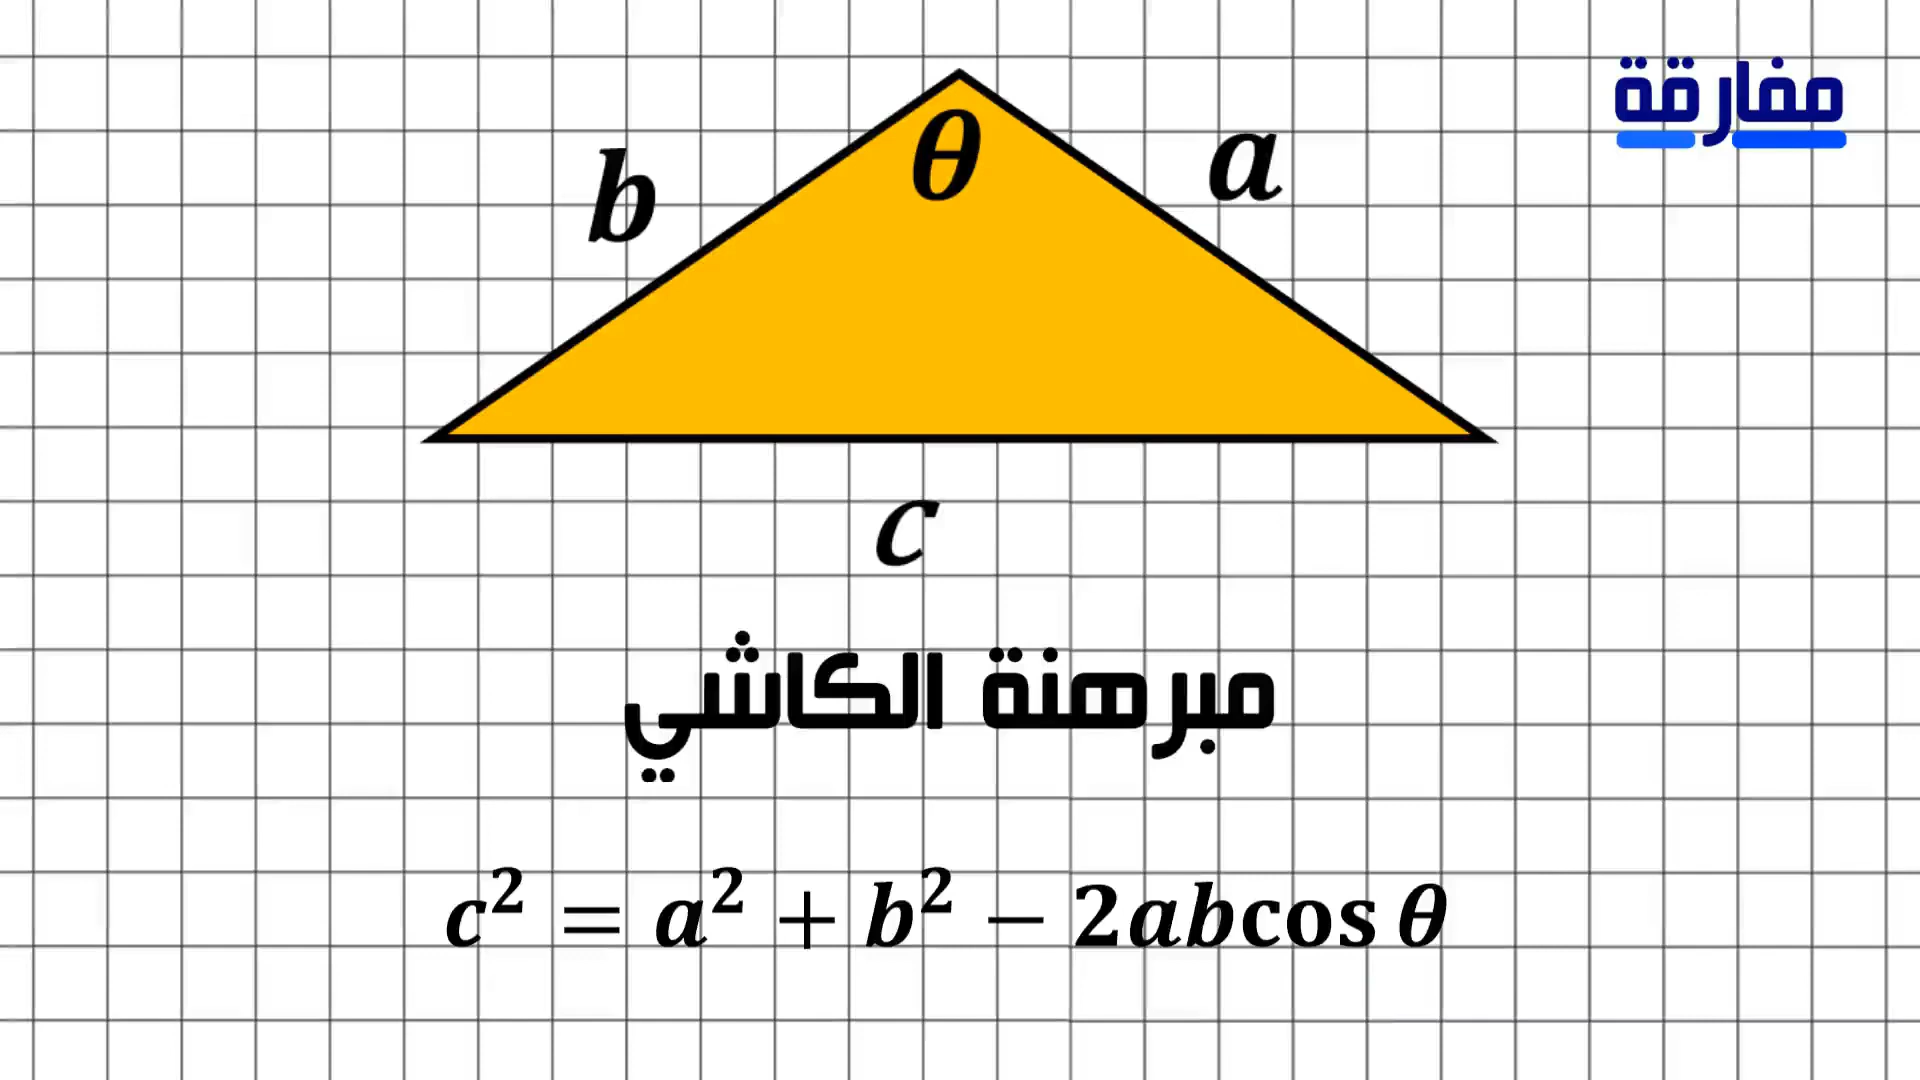 مفارقة
θ
b
a
c
مبرهنة الكاشي
c² = a² + b² − 2abcos θ